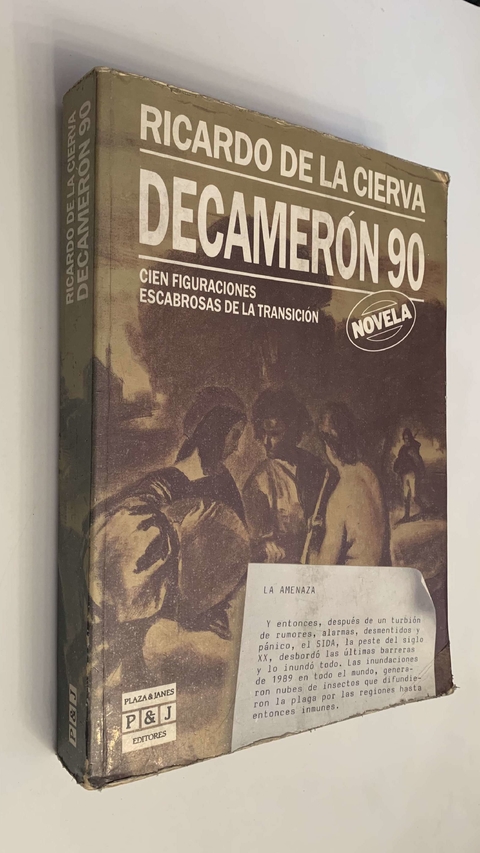 RICARDO DE LA CIERVA
DECAMERÓN 90
RICARDO DE LA CIERVA
DECAMERÓN 90
CIEN FIGURACIONES
ESCABROSAS DE LA TRANSICIÓN
NOVELA
LA AMENAZA
Y entonces, después de un turbión
de rumores, alarmas, desmentidos y
pánico, el SIDA, la peste del siglo
XX, desbordó las últimas barreras
y lo inundó todo. Las inundaciones
de 1989 en todo el mundo, genera-
ron nubes de insectos que difundie-
ron la plaga por las regiones hasta
entonces inmunes.
PLAZA & JANES
P & J
EDITORES
P&J